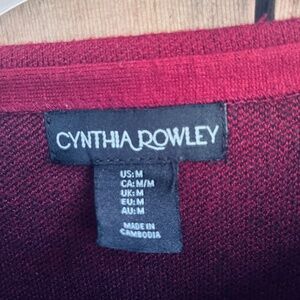 CYNTHIA ROWLEY
US:M
CA:M/M
UK:M
EU:M
AU:M
MADE IN
CAMBODIA